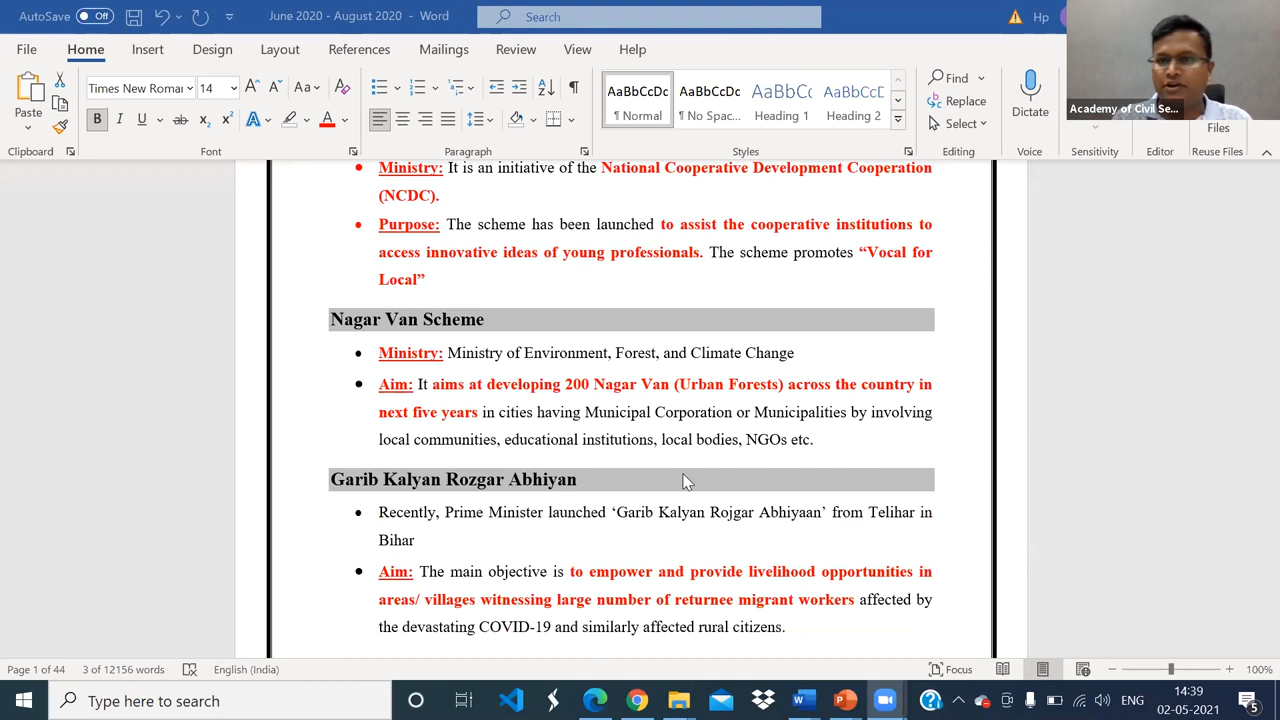 AutoSave Off June 2020 - August 2020 - Word Search Hp
File Home Insert Design Layout References Mailings Review View Help
Times New Romar 14 Aa AaBbCcDc AaBbCcDc AaBbCc AaBbCcD Find
Paste Replace Dictate Academy of Civil Se...
B I U ab x₂ x² A A ¶ Normal ¶ No Spac... Heading 1 Heading 2 Select Files
Clipboard Font Paragraph Styles Editing Voice Sensitivity Editor Reuse Files
• Ministry: It is an initiative of the National Cooperative Development Cooperation
(NCDC).
• Purpose: The scheme has been launched to assist the cooperative institutions to
access innovative ideas of young professionals. The scheme promotes “Vocal for
Local”
Nagar Van Scheme
• Ministry: Ministry of Environment, Forest, and Climate Change
• Aim: It aims at developing 200 Nagar Van (Urban Forests) across the country in
next five years in cities having Municipal Corporation or Municipalities by involving
local communities, educational institutions, local bodies, NGOs etc.
Garib Kalyan Rozgar Abhiyan
• Recently, Prime Minister launched ‘Garib Kalyan Rojgar Abhiyaan’ from Telihar in
Bihar
• Aim: The main objective is to empower and provide livelihood opportunities in
areas/ villages witnessing large number of returnee migrant workers affected by
the devastating COVID-19 and similarly affected rural citizens.
Page 1 of 44 3 of 12156 words English (India) Focus 100%
Type here to search ENG 14:39
02-05-2021 5